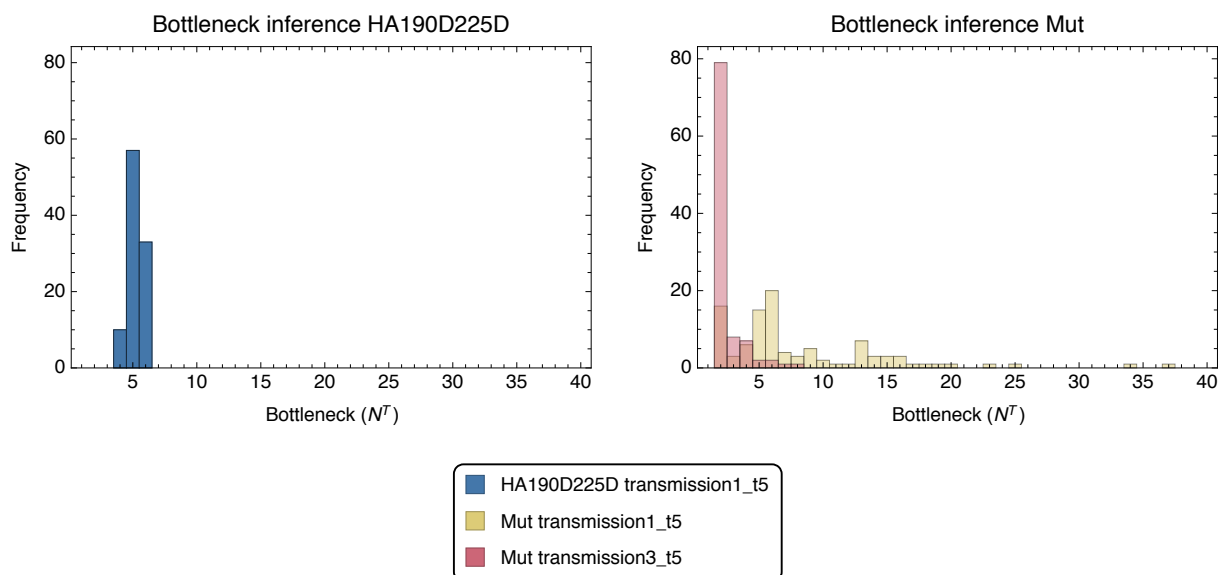 Bottleneck inference HA190D225D
80
60
40
20
0
Frequency
5 10 15 20 25 30 35 40
Bottleneck (N^T)
Bottleneck inference Mut
80
60
40
20
0
Frequency
5 10 15 20 25 30 35 40
Bottleneck (N^T)
HA190D225D transmission1_t5
Mut transmission1_t5
Mut transmission3_t5